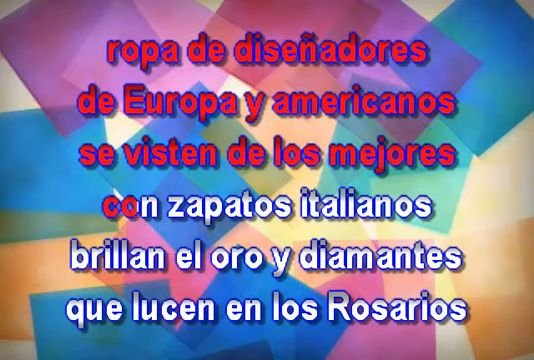 ropa de diseñadores
de Europa y americanos
se visten de los mejores
con zapatos italianos
brillan el oro y diamantes
que lucen en los Rosarios